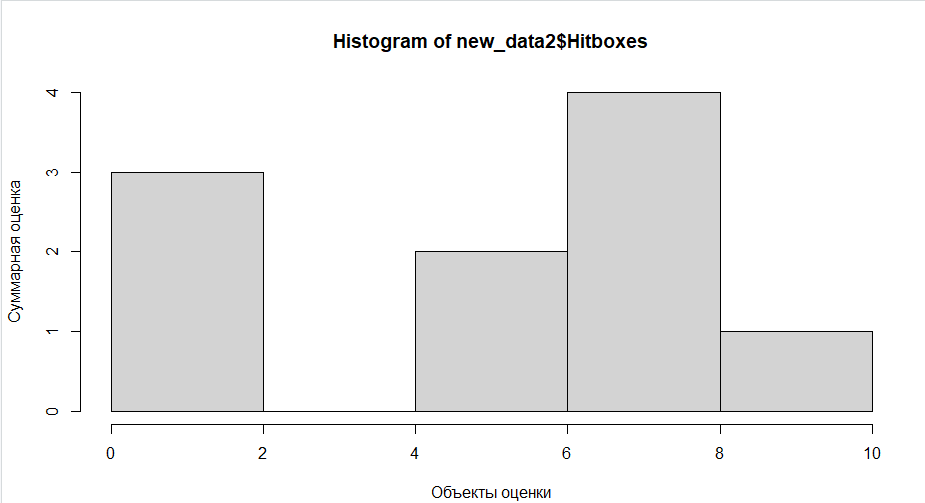 Histogram of new_data2$Hitboxes
4
3
2
1
0
Суммарная оценка
0 2 4 6 8 10
Объекты оценки